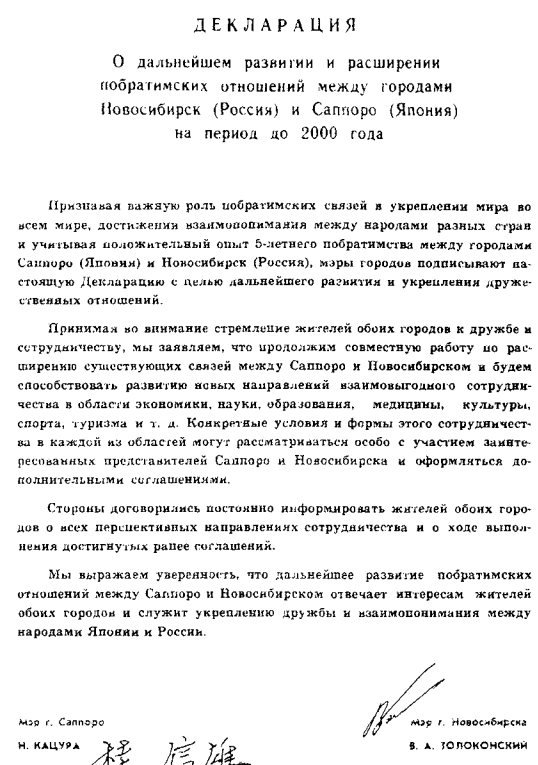 ДЕКЛАРАЦИЯ
О дальнейшем развитии и расширении
побратимских отношений между городами
Новосибирск (Россия) и Саппоро (Япония)
на период до 2000 года
Признавая важную роль побратимских связей в укреплении мира во
всем мире, достижении взаимопонимания между народами разных стран
и учитывая положительный опыт 5-летнего побратимства между городами
Саппоро (Япония) и Новосибирск (Россия), мэры городов подписывают на-
стоящую Декларацию с целью дальнейшего развития и укрепления друже-
ственных отношений.
Принимая во внимание стремление жителей обоих городов к дружбе и
сотрудничеству, мы заявляем, что продолжим совместную работу по рас-
ширению существующих связей между Саппоро и Новосибирском и будем
способствовать развитию новых направлений взаимовыгодного сотрудни-
чества в области экономики, науки, образования, медицины, культуры,
спорта, туризма и т. д. Конкретные условия и формы этого сотрудничест-
ва в каждой из областей могут рассматриваться особо с участием заинте-
ресованных представителей Саппоро и Новосибирска и оформляться до-
полнительными соглашениями.
Стороны договорились постоянно информировать жителей обоих горо-
дов о всех перспективных направлениях сотрудничества и о ходе выпол-
нения достигнутых ранее соглашений.
Мы выражаем уверенность, что дальнейшее развитие побратимских
отношений между Саппоро и Новосибирском отвечает интересам жителей
обоих городов и служит укреплению дружбы и взаимопонимания между
народами Японии и России.
Мэр г. Саппоро
Н. КАЦУРА 桂 信雄
Мэр г. Новосибирска
В. А. ТОЛОКОНСКИЙ